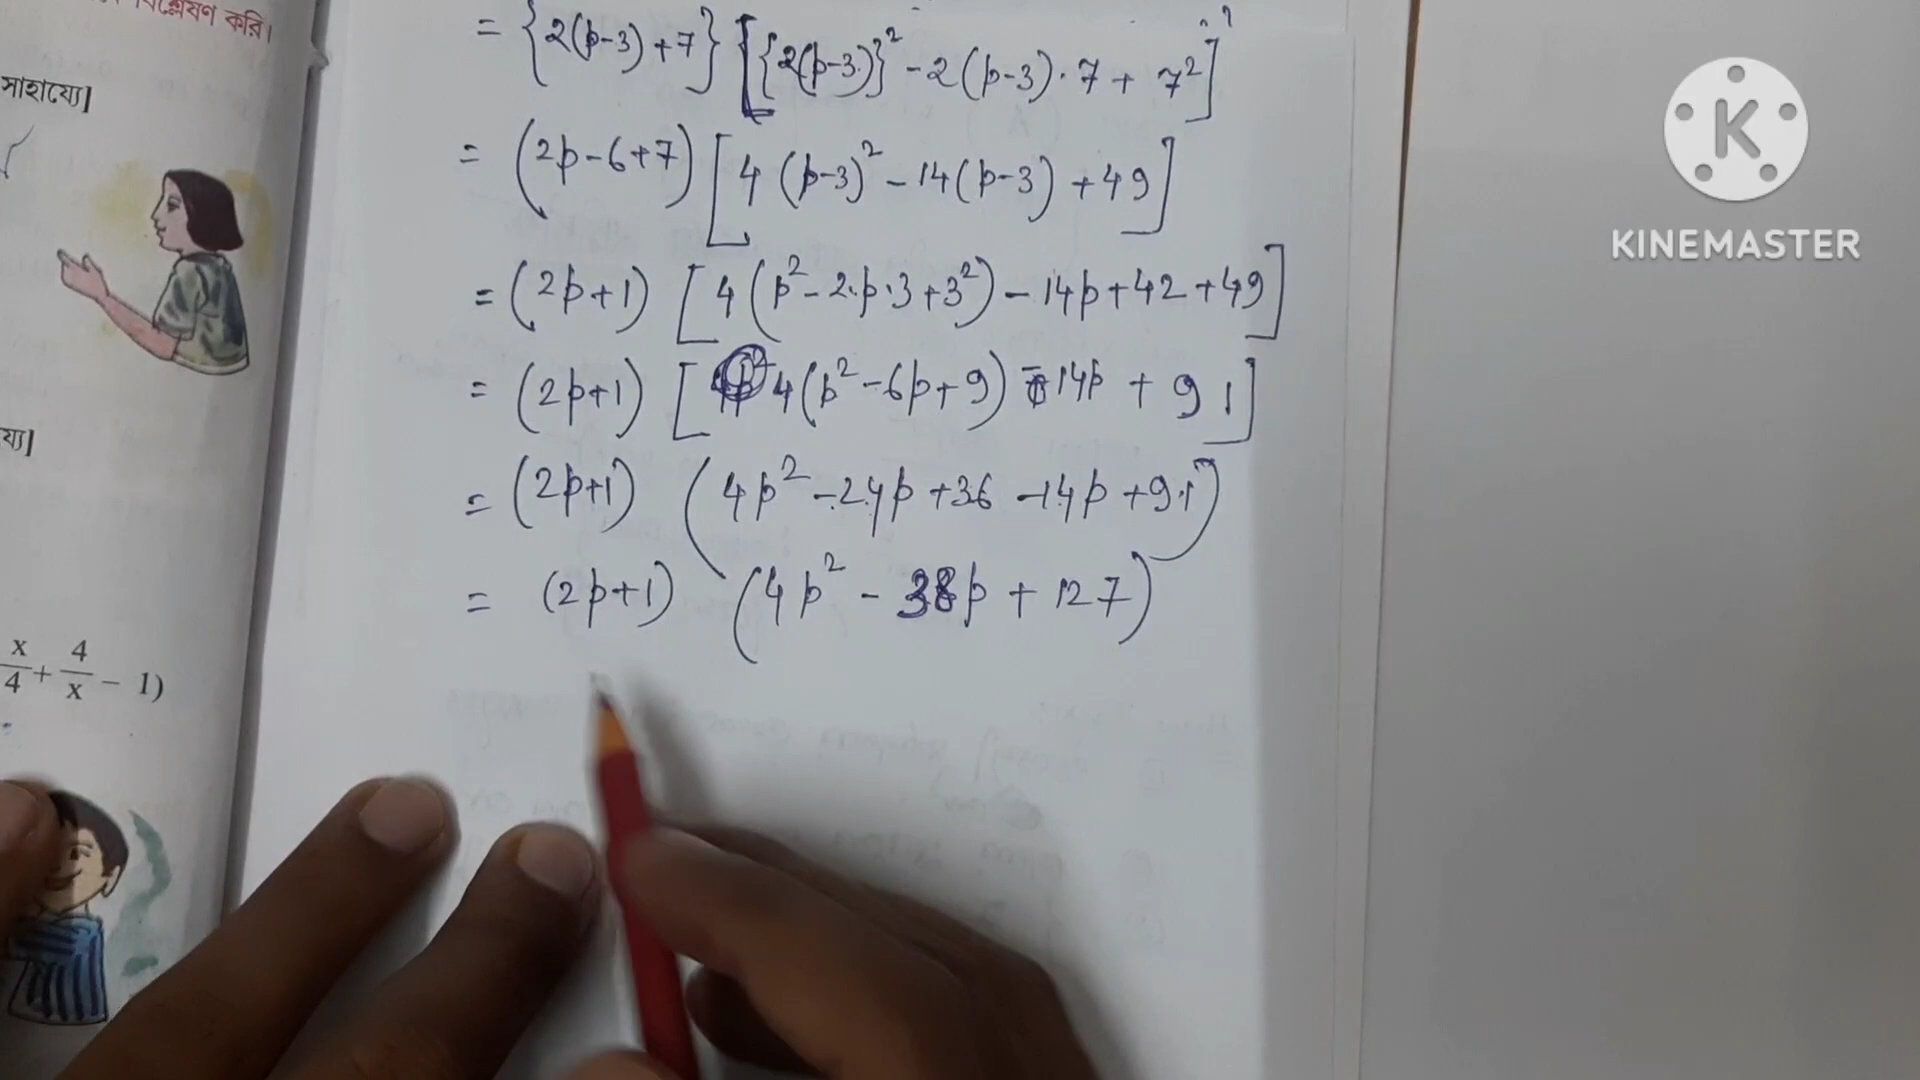 বিশ্লেষণ করি।
সাহায্যে।
x/4 + 4/x - 1)
= {2(p-3)+7} [{2(p-3)}² - 2(p-3)·7 + 7²]
= (2p-6+7) [4(p-3)² - 14(p-3) + 49]
= (2p+1) [4(p² - 2·p·3 + 3²) - 14p + 42 + 49]
= (2p+1) [4(p² - 6p + 9) - 14p + 91]
= (2p+1) (4p² - 24p + 36 - 14p + 91)
= (2p+1) (4p² - 38p + 127)
K
KINEMASTER